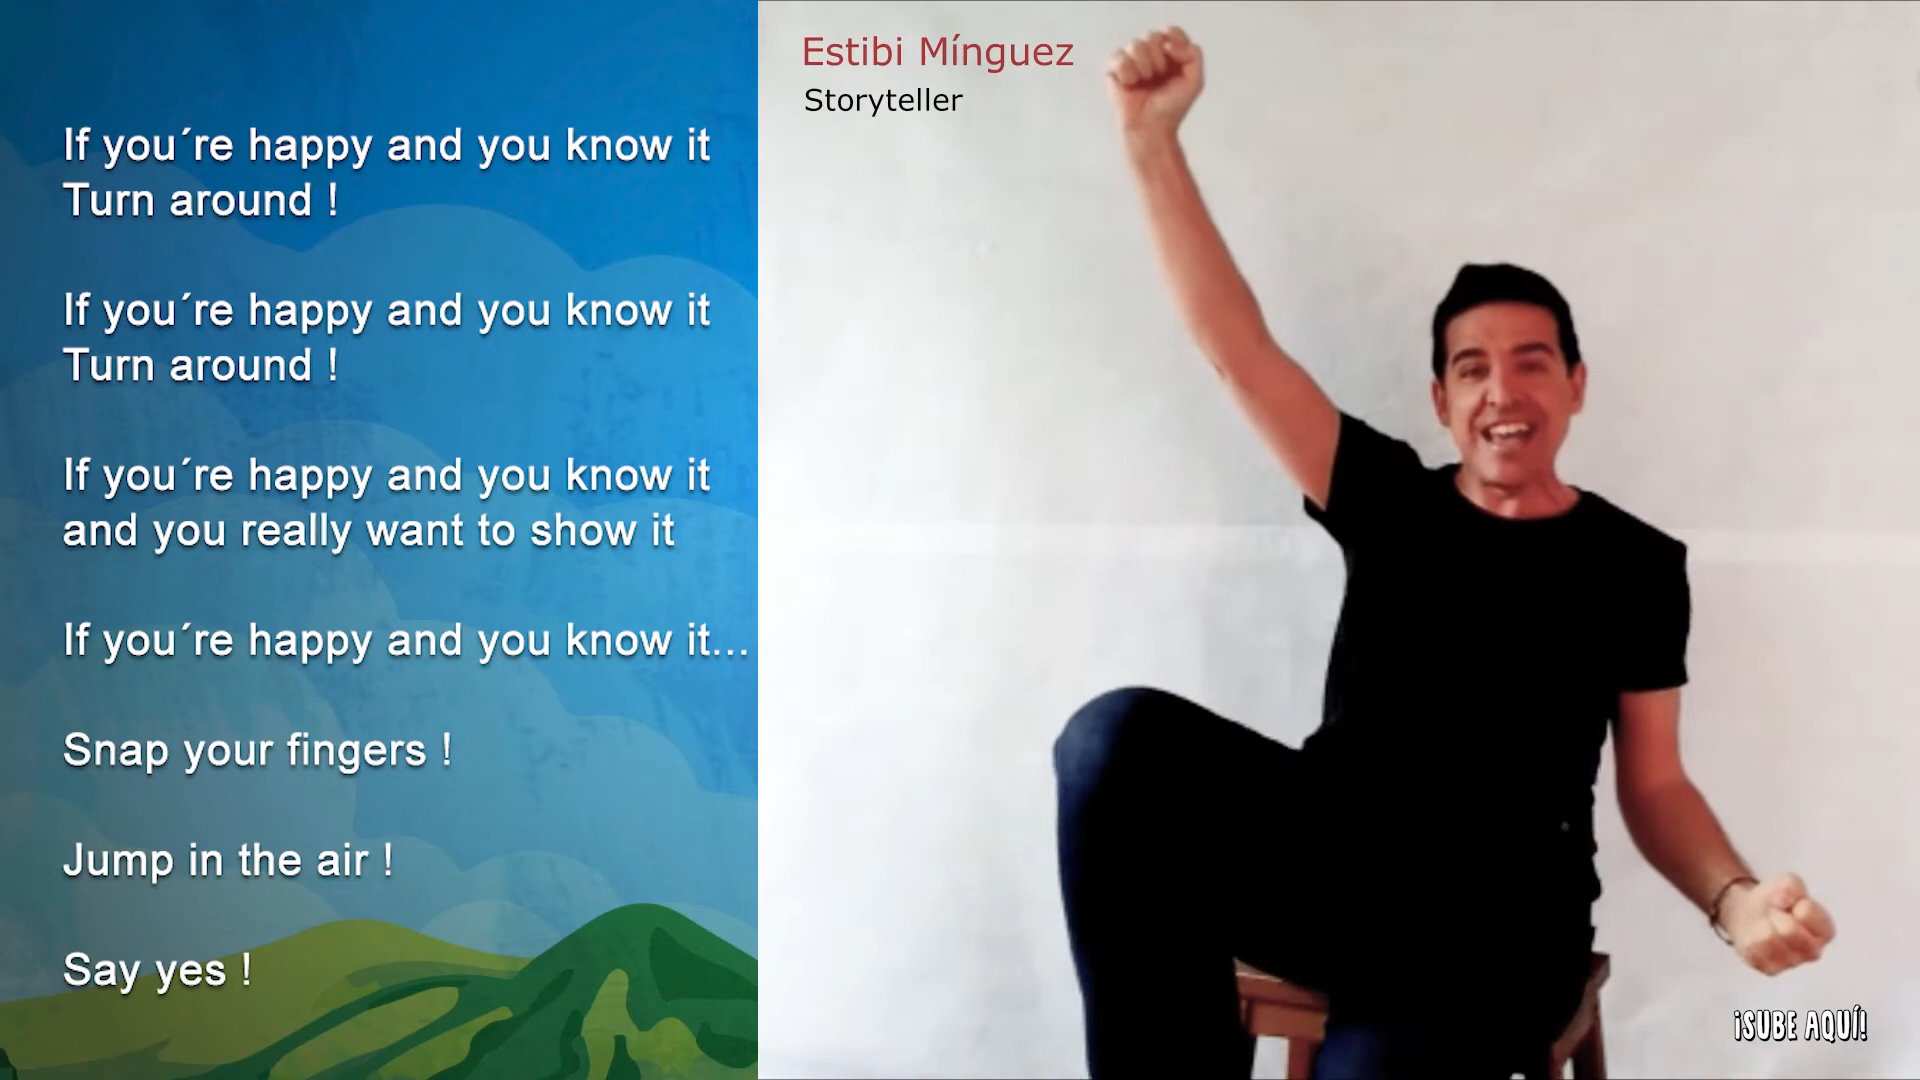 If you´re happy and you know it
Turn around !
If you´re happy and you know it
Turn around !
If you´re happy and you know it
and you really want to show it
If you´re happy and you know it...
Snap your fingers !
Jump in the air !
Say yes !
Estibi Mínguez
Storyteller
¡SUBE AQUÍ!